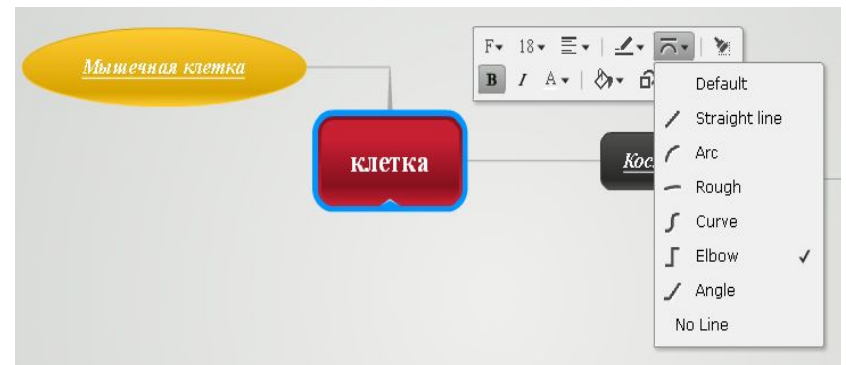 Мышечная клетка
клетка
F 18
B I A
Default
Straight line
Arc
Rough
Curve
Elbow
Angle
No Line